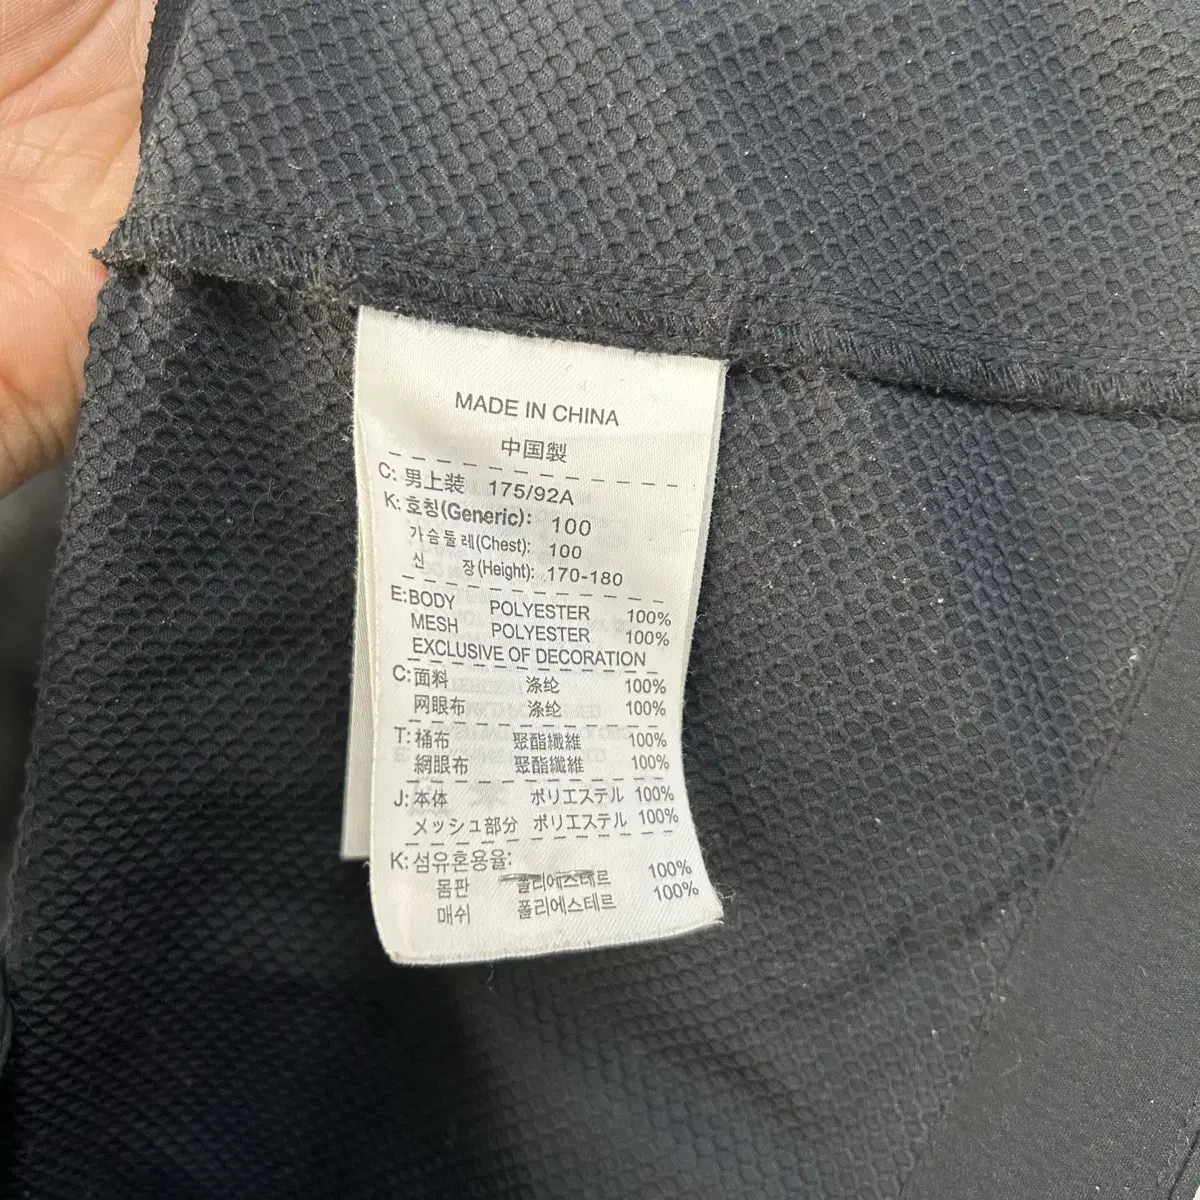 MADE IN CHINA
中国製
C: 男上装 175/92A
K: 호칭(Generic): 100
가슴둘레(Chest): 100
신 장(Height): 170-180
E: BODY POLYESTER 100%
MESH POLYESTER 100%
EXCLUSIVE OF DECORATION
C: 面料 涤纶 100%
网眼布 涤纶 100%
T: 桶布 聚酯纖維 100%
網眼布 聚酯纖維 100%
J: 本体 ポリエステル 100%
メッシュ部分 ポリエステル 100%
K: 섬유혼용율:
몸판 폴리에스테르 100%
매쉬 폴리에스테르 100%